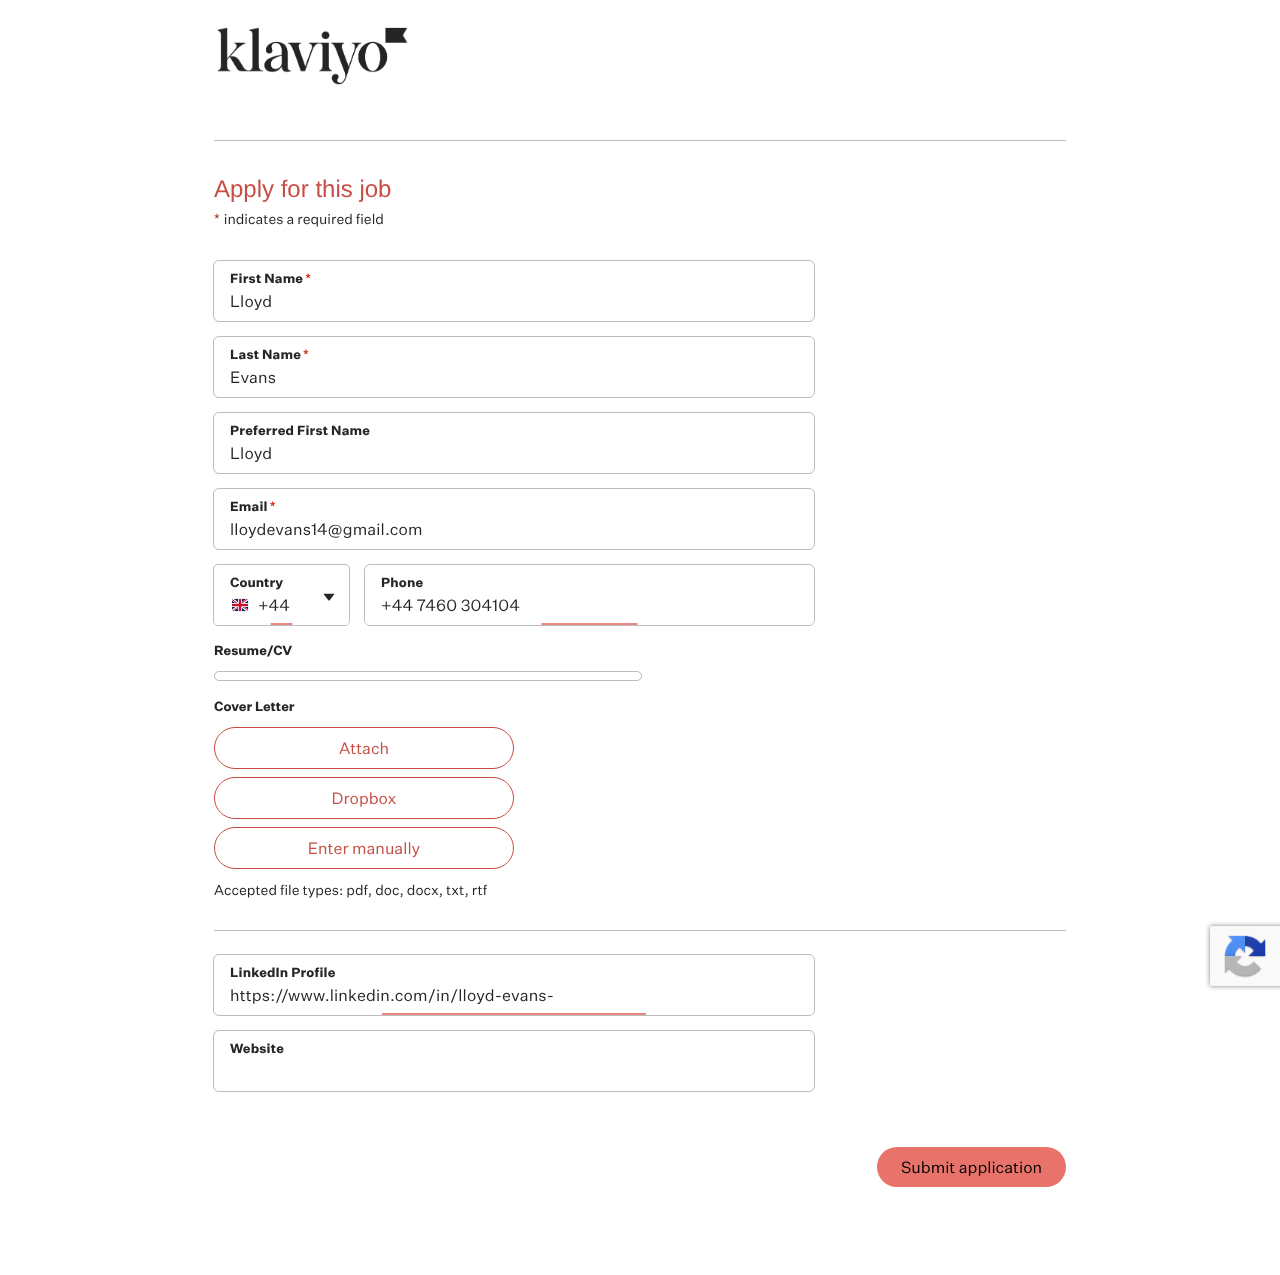 klaviyo
Apply for this job
* indicates a required field
First Name*
Lloyd
Last Name*
Evans
Preferred First Name
Lloyd
Email*
lloydevans14@gmail.com
Country
+44
Phone
+44 7460 304104
Resume/CV
Cover Letter
Attach
Dropbox
Enter manually
Accepted file types: pdf, doc, docx, txt, rtf
LinkedIn Profile
https://www.linkedin.com/in/lloyd-evans-
Website
Submit application